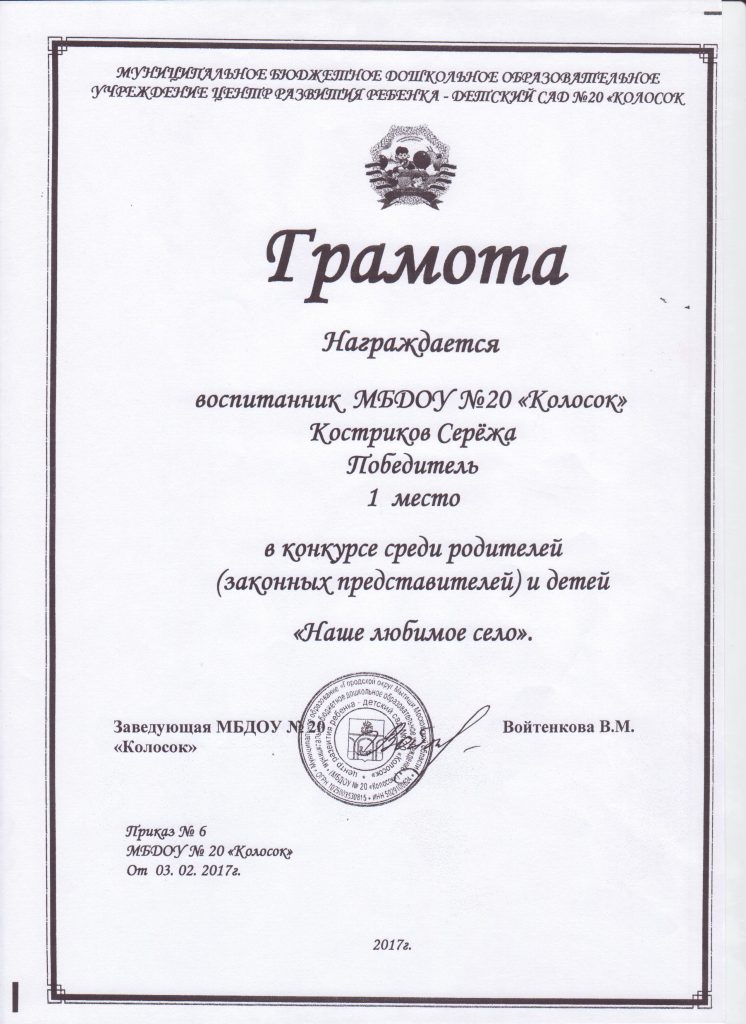 МУНИЦИПАЛЬНОЕ БЮДЖЕТНОЕ ДОШКОЛЬНОЕ ОБРАЗОВАТЕЛЬНОЕ
УЧРЕЖДЕНИЕ ЦЕНТР РАЗВИТИЯ РЕБЕНКА - ДЕТСКИЙ САД №20 «КОЛОСОК
Грамота
Награждается
воспитанник МБДОУ №20 «Колосок»
Костриков Серёжа
Победитель
1 место
в конкурсе среди родителей
(законных представителей) и детей
«Наше любимое село».
Заведующая МБДОУ № 20
«Колосок»
Войтенкова В.М.
Приказ № 6
МБДОУ № 20 «Колосок»
От 03. 02. 2017г.
2017г.